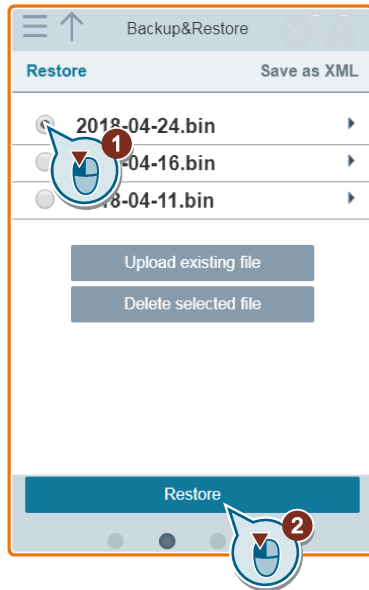 Backup&Restore
Restore Save as XML
2018-04-24.bin
1
-04-16.bin
8-04-11.bin
Upload existing file
Delete selected file
Restore
2